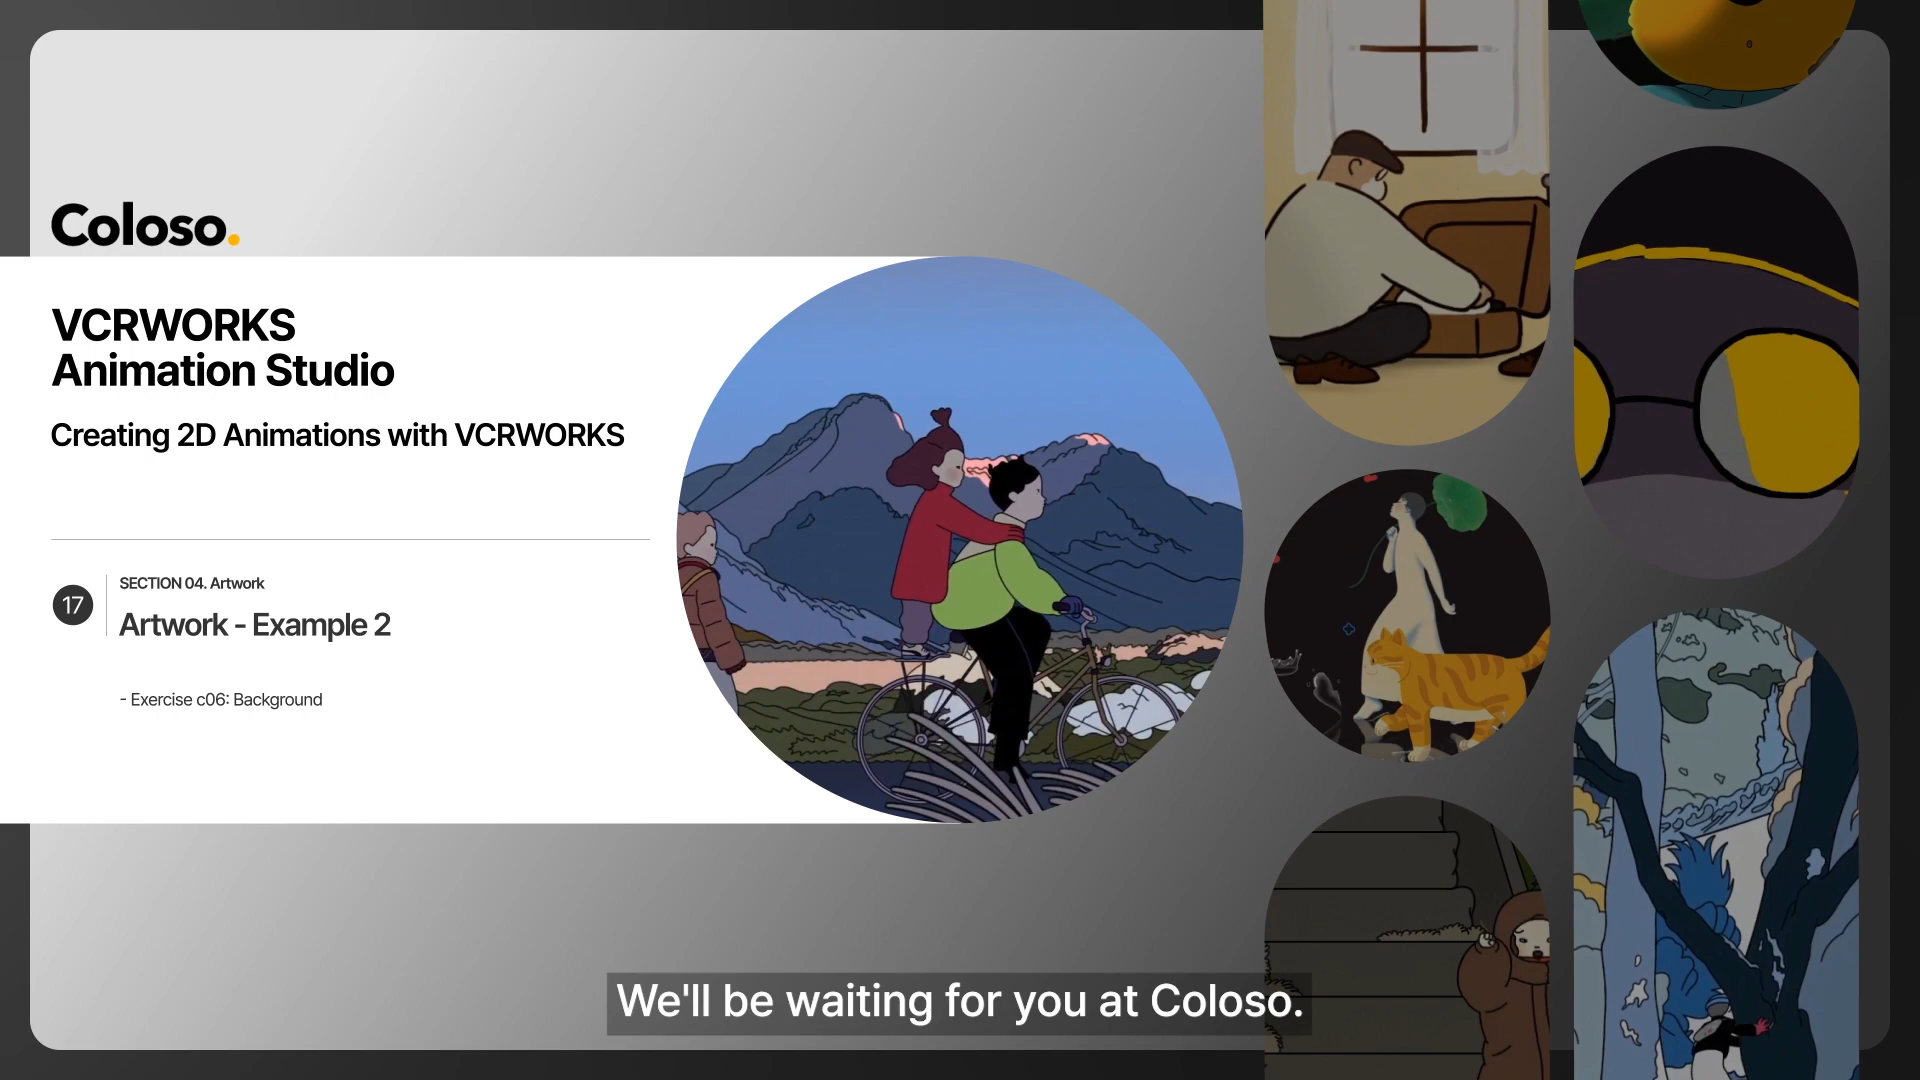 Coloso.
VCRWORKS
Animation Studio
Creating 2D Animations with VCRWORKS
17
SECTION 04. Artwork
Artwork - Example 2
- Exercise c06: Background
We'll be waiting for you at Coloso.